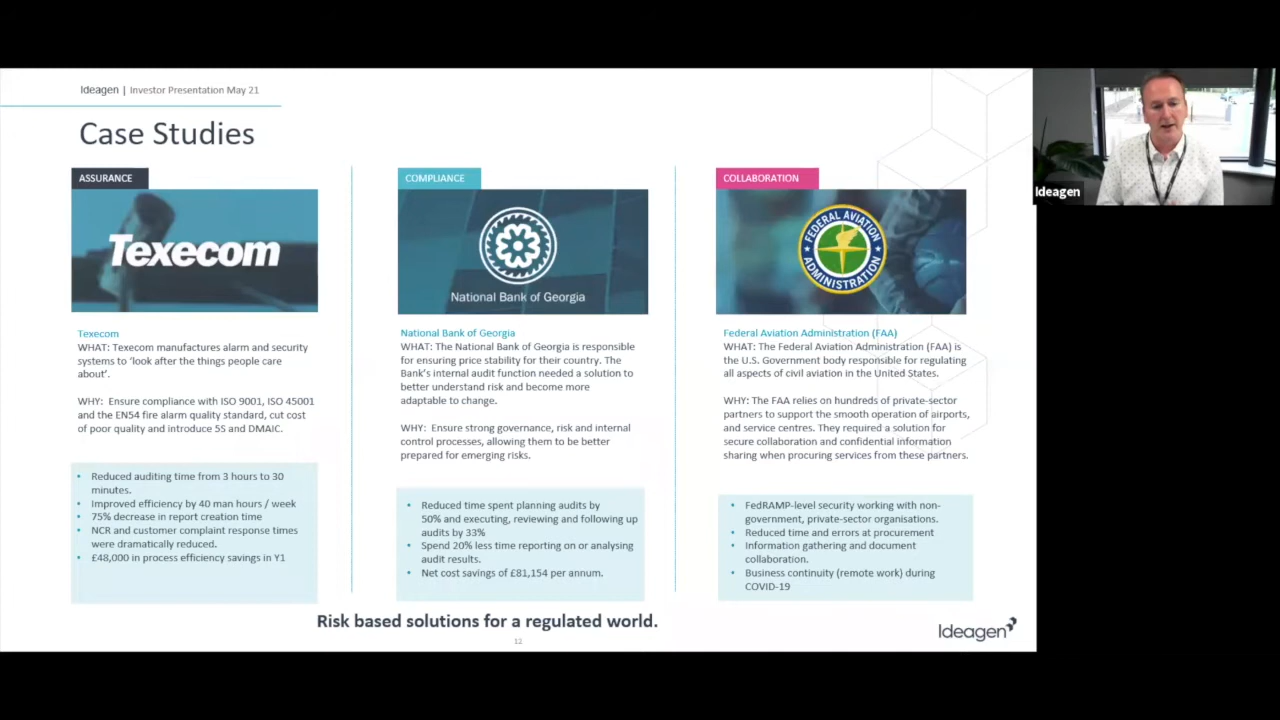 Ideagen | Investor Presentation May 21
Case Studies
ASSURANCE
Texecom
Texecom
WHAT: Texecom manufactures alarm and security
systems to ‘look after the things people care
about’.
WHY: Ensure compliance with ISO 9001, ISO 45001
and the EN54 fire alarm quality standard, cut cost
of poor quality and introduce 5S and DMAIC.
• Reduced auditing time from 3 hours to 30
minutes.
• Improved efficiency by 40 man hours / week
• 75% decrease in report creation time
• NCR and customer complaint response times
were dramatically reduced.
• £48,000 in process efficiency savings in Y1
COMPLIANCE
National Bank of Georgia
National Bank of Georgia
WHAT: The National Bank of Georgia is responsible
for ensuring price stability for their country. The
Bank’s internal audit function needed a solution to
better understand risk and become more
adaptable to change.
WHY: Ensure strong governance, risk and internal
control processes, allowing them to be better
prepared for emerging risks.
• Reduced time spent planning audits by
50% and executing, reviewing and following up
audits by 33%
• Spend 20% less time reporting on or analysing
audit results.
• Net cost savings of £81,154 per annum.
COLLABORATION
FEDERAL AVIATION
ADMINISTRATION
Federal Aviation Administration (FAA)
WHAT: The Federal Aviation Administration (FAA) is
the U.S. Government body responsible for regulating
all aspects of civil aviation in the United States.
WHY: The FAA relies on hundreds of private-sector
partners to support the smooth operation of airports,
and service centres. They required a solution for
secure collaboration and confidential information
sharing when procuring services from these partners.
• FedRAMP-level security working with non-
government, private-sector organisations.
• Reduced time and errors at procurement
• Information gathering and document
collaboration.
• Business continuity (remote work) during
COVID-19
Risk based solutions for a regulated world.
12
Ideagen
Ideagen